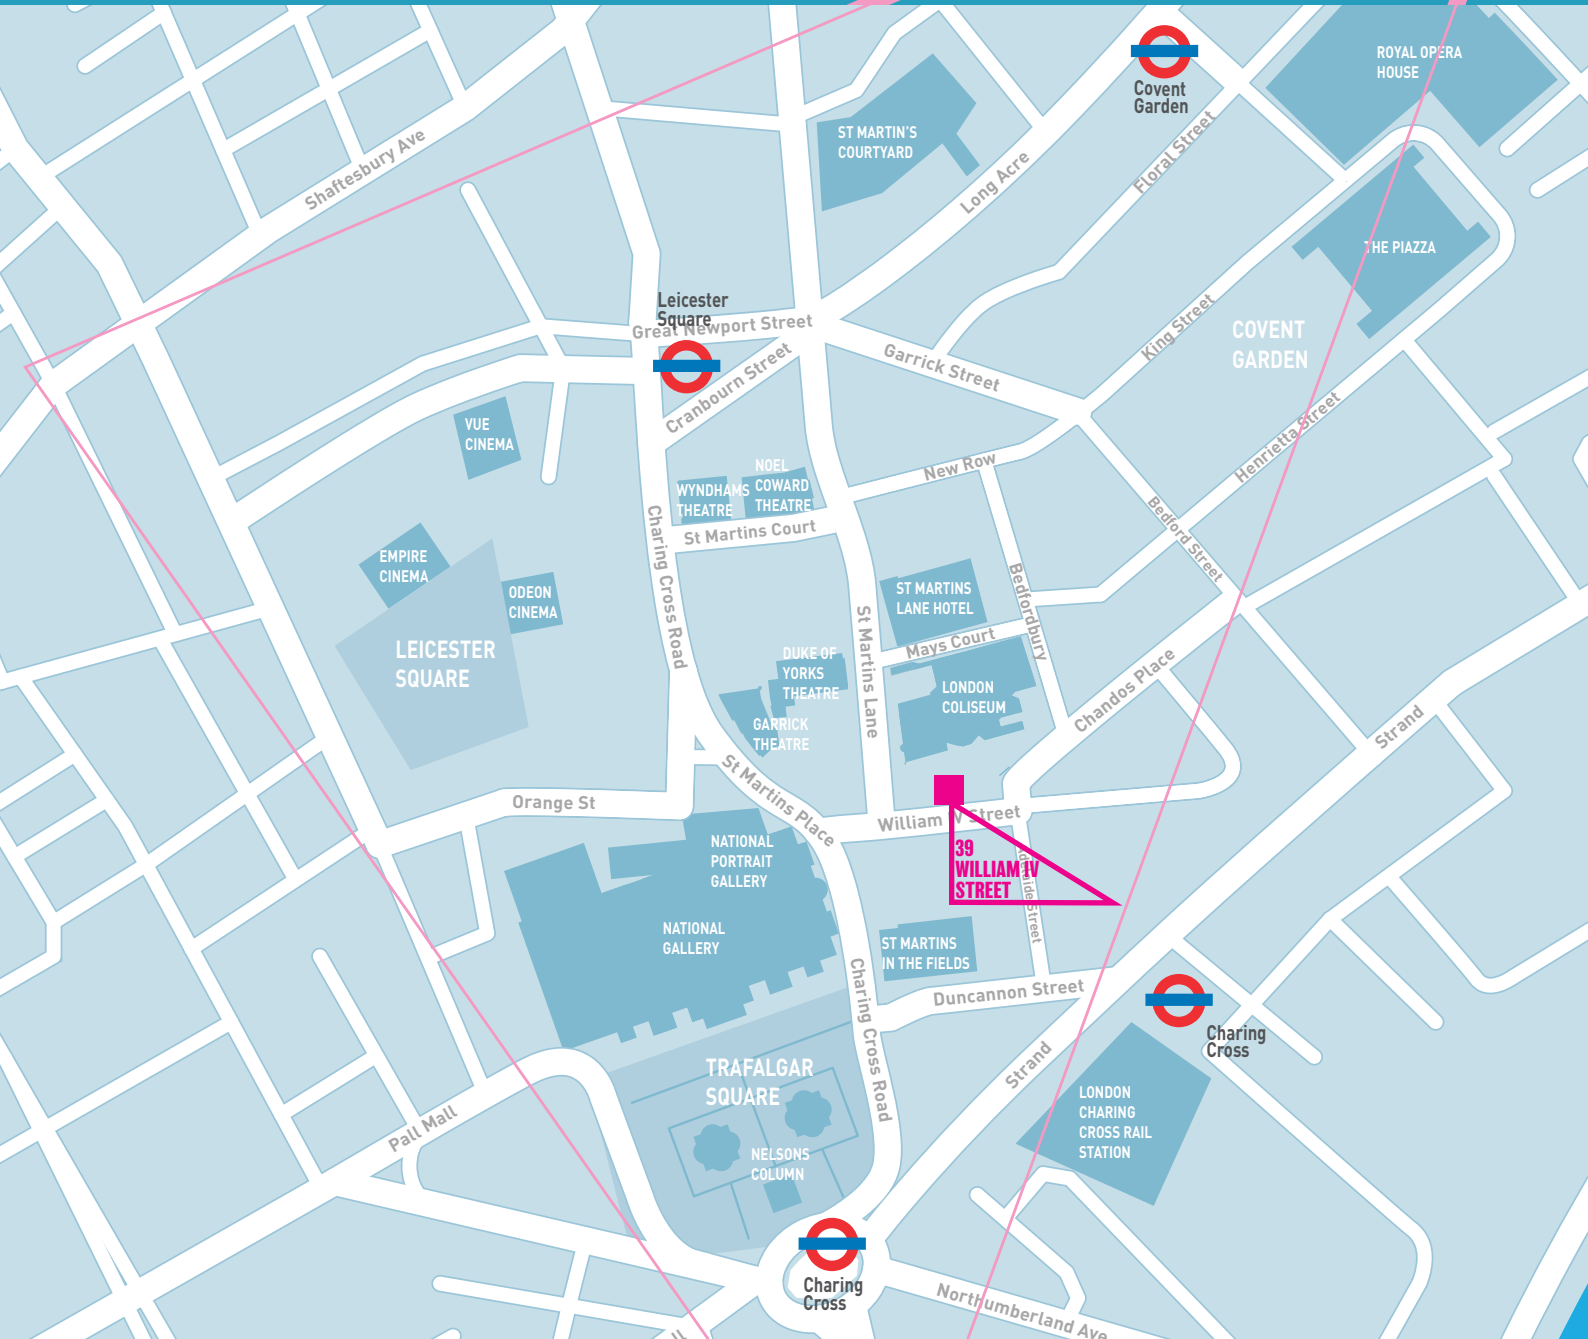 ROYAL OPERA
HOUSE
Covent
Garden
ST MARTIN'S
COURTYARD
Shaftesbury Ave
Long Acre
Floral Street
THE PIAZZA
Leicester
Square
Great Newport Street
COVENT
GARDEN
King Street
Garrick Street
Cranbourn Street
VUE
CINEMA
Henrietta Street
NOEL
COWARD
THEATRE
WYNDHAMS
THEATRE
New Row
St Martins Court
Charing Cross Road
Bedford Street
EMPIRE
CINEMA
ODEON
CINEMA
ST MARTINS
LANE HOTEL
Bedfordbury
LEICESTER
SQUARE
St Martins Lane
Mays Court
DUKE OF
YORKS
THEATRE
LONDON
COLISEUM
Chandos Place
GARRICK
THEATRE
Strand
St Martins Place
Orange St
William IV Street
NATIONAL
PORTRAIT
GALLERY
39
WILLIAM IV
STREET
Adelaide Street
NATIONAL
GALLERY
ST MARTINS
IN THE FIELDS
Charing Cross Road
Duncannon Street
Charing
Cross
TRAFALGAR
SQUARE
Strand
LONDON
CHARING
CROSS RAIL
STATION
Pall Mall
NELSONS
COLUMN
Charing
Cross
Northumberland Ave